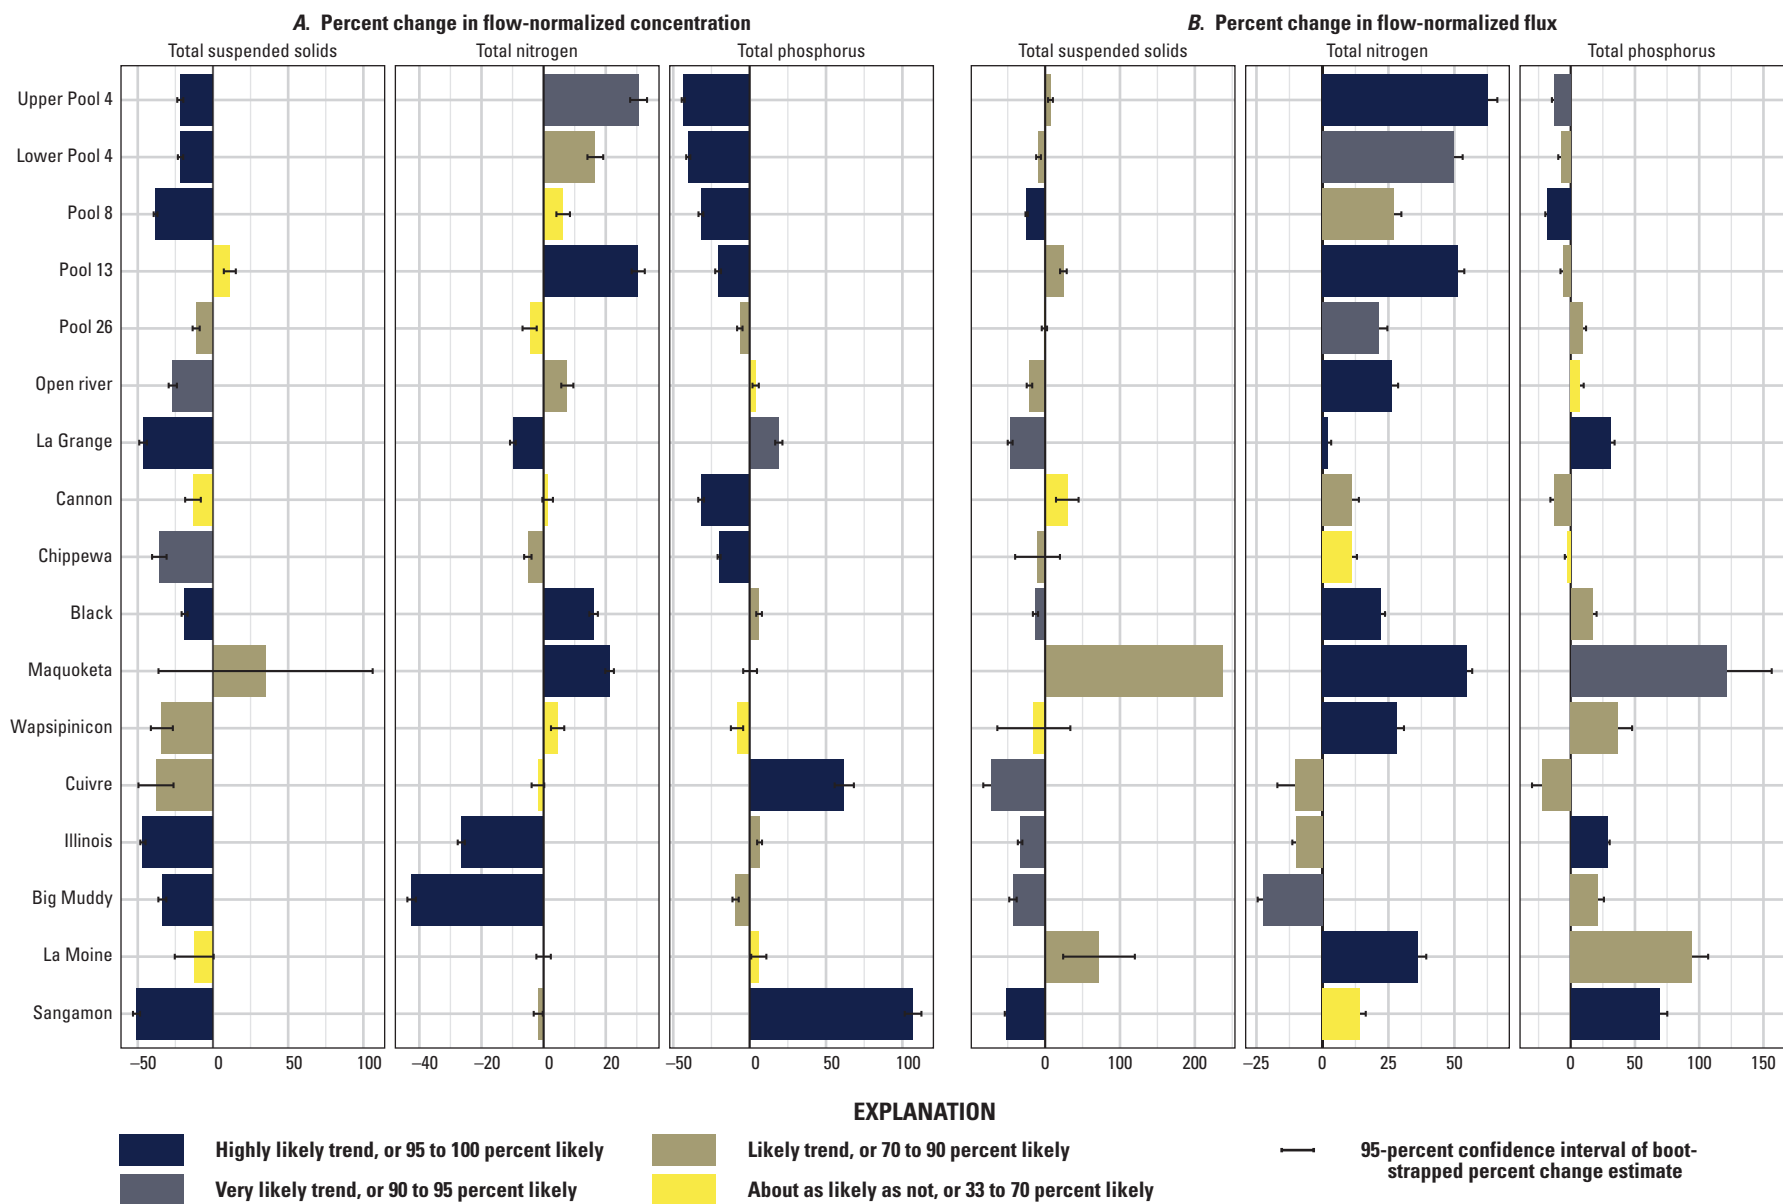 A. Percent change in flow-normalized concentration
B. Percent change in flow-normalized flux
Total suspended solids
Total nitrogen
Total phosphorus
Total suspended solids
Total nitrogen
Total phosphorus
Upper Pool 4
Lower Pool 4
Pool 8
Pool 13
Pool 26
Open river
La Grange
Cannon
Chippewa
Black
Maquoketa
Wapsipinicon
Cuivre
Illinois
Big Muddy
La Moine
Sangamon
−50 0 50 100
−40 −20 0 20
−50 0 50 100
0 100 200
−25 0 25 50
0 50 100 150
EXPLANATION
Highly likely trend, or 95 to 100 percent likely
Very likely trend, or 90 to 95 percent likely
Likely trend, or 70 to 90 percent likely
About as likely as not, or 33 to 70 percent likely
95-percent confidence interval of boot-
strapped percent change estimate